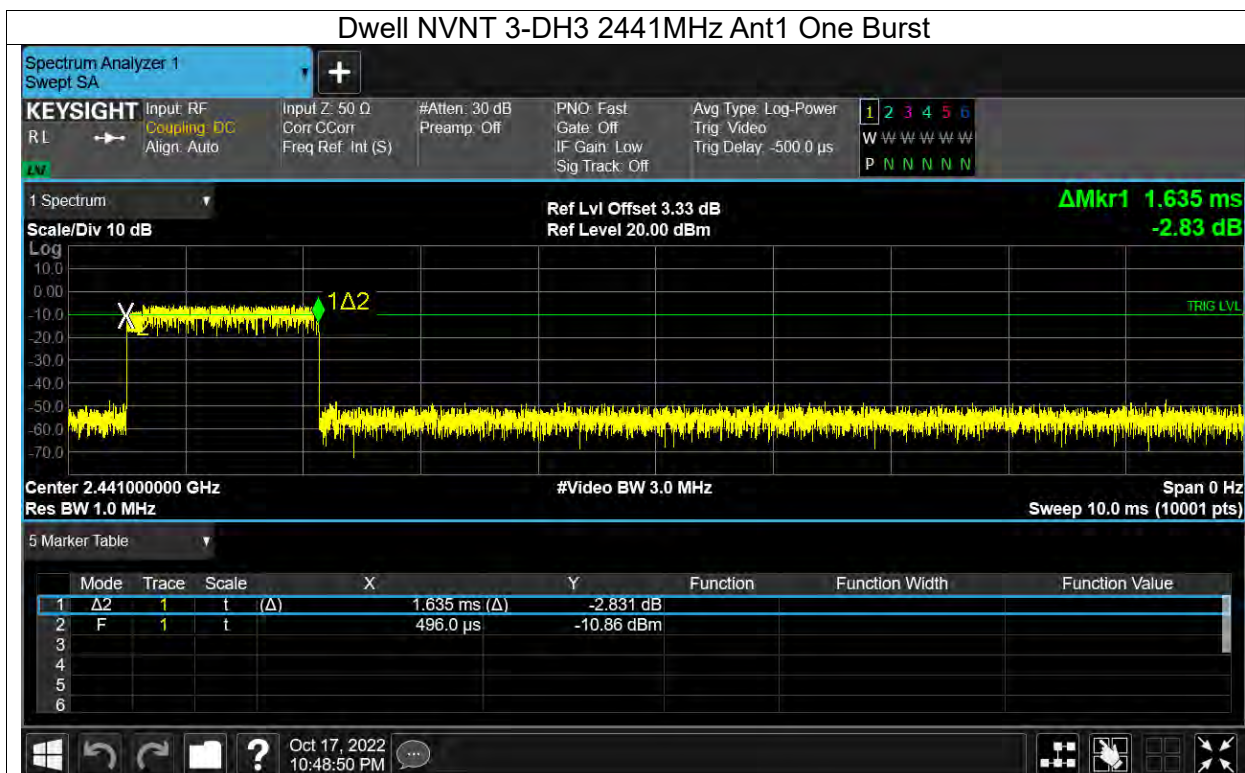 Dwell NVNT 3-DH3 2441MHz Ant1 One Burst
Spectrum Analyzer 1
Swept SA
+
KEYSIGHT Input: RF Input Z: 50 Ω #Atten: 30 dB PNO: Fast Avg Type: Log-Power 1 2 3 4 5 6
RL Coupling: DC Corr CCorr Preamp: Off Gate: Off Trig: Video W W W W W W
Align: Auto Freq Ref: Int (S) IF Gain: Low Trig Delay: -500.0 µs P N N N N N
Sig Track: Off
LV
1 Spectrum
Ref Lvl Offset 3.33 dB ΔMkr1 1.635 ms
Scale/Div 10 dB Ref Level 20.00 dBm -2.83 dB
Log
10.0
0.00
1Δ2
TRIG LVL
-10.0
-20.0
-30.0
-40.0
-50.0
-60.0
-70.0
Center 2.441000000 GHz #Video BW 3.0 MHz Span 0 Hz
Res BW 1.0 MHz Sweep 10.0 ms (10001 pts)
5 Marker Table
Mode Trace Scale X Y Function Function Width Function Value
1 Δ2 1 t (Δ) 1.635 ms (Δ) -2.831 dB
2 F 1 t 496.0 µs -10.86 dBm
3
4
5
6
? Oct 17, 2022
10:48:50 PM